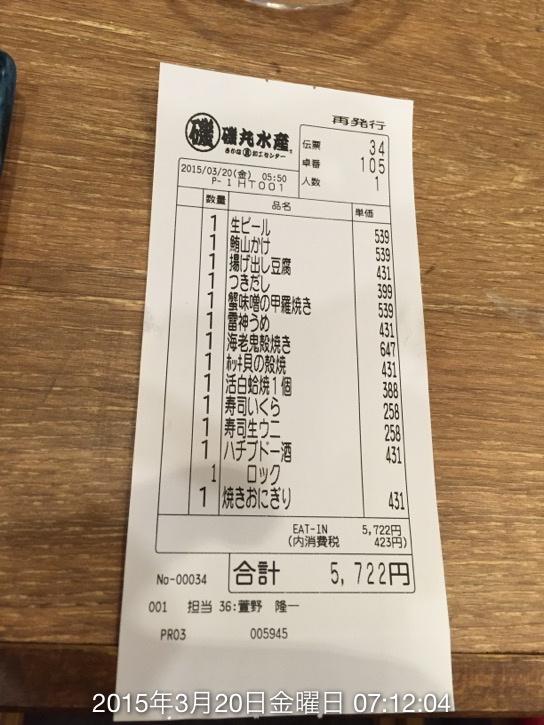 再発行
磯 磯丸水産
伝票 34
卓番 105
人数 1
2015/03/20(金) 05:50
P-1HT001
数量 品名 単価
1 生ビール 539
1 鮪山かけ 539
1 揚げ出し豆腐 431
1 つきだし 399
1 蟹味噌の甲羅焼き 539
1 雷神うめ 431
1 海老鬼殻焼き 647
1 ホッキ貝の殻焼 431
1 活白蛤焼1個 388
1 寿司いくら 258
1 寿司生ウニ 258
1 ハチブドー酒 431
1 ロック
1 焼きおにぎり 431
EAT-IN 5,722円
(内消費税 423円)
No-00034 合計 5,722円
001 担当 36:萱野 隆一
PR03 005945
2015年3月20日金曜日 07:12:04